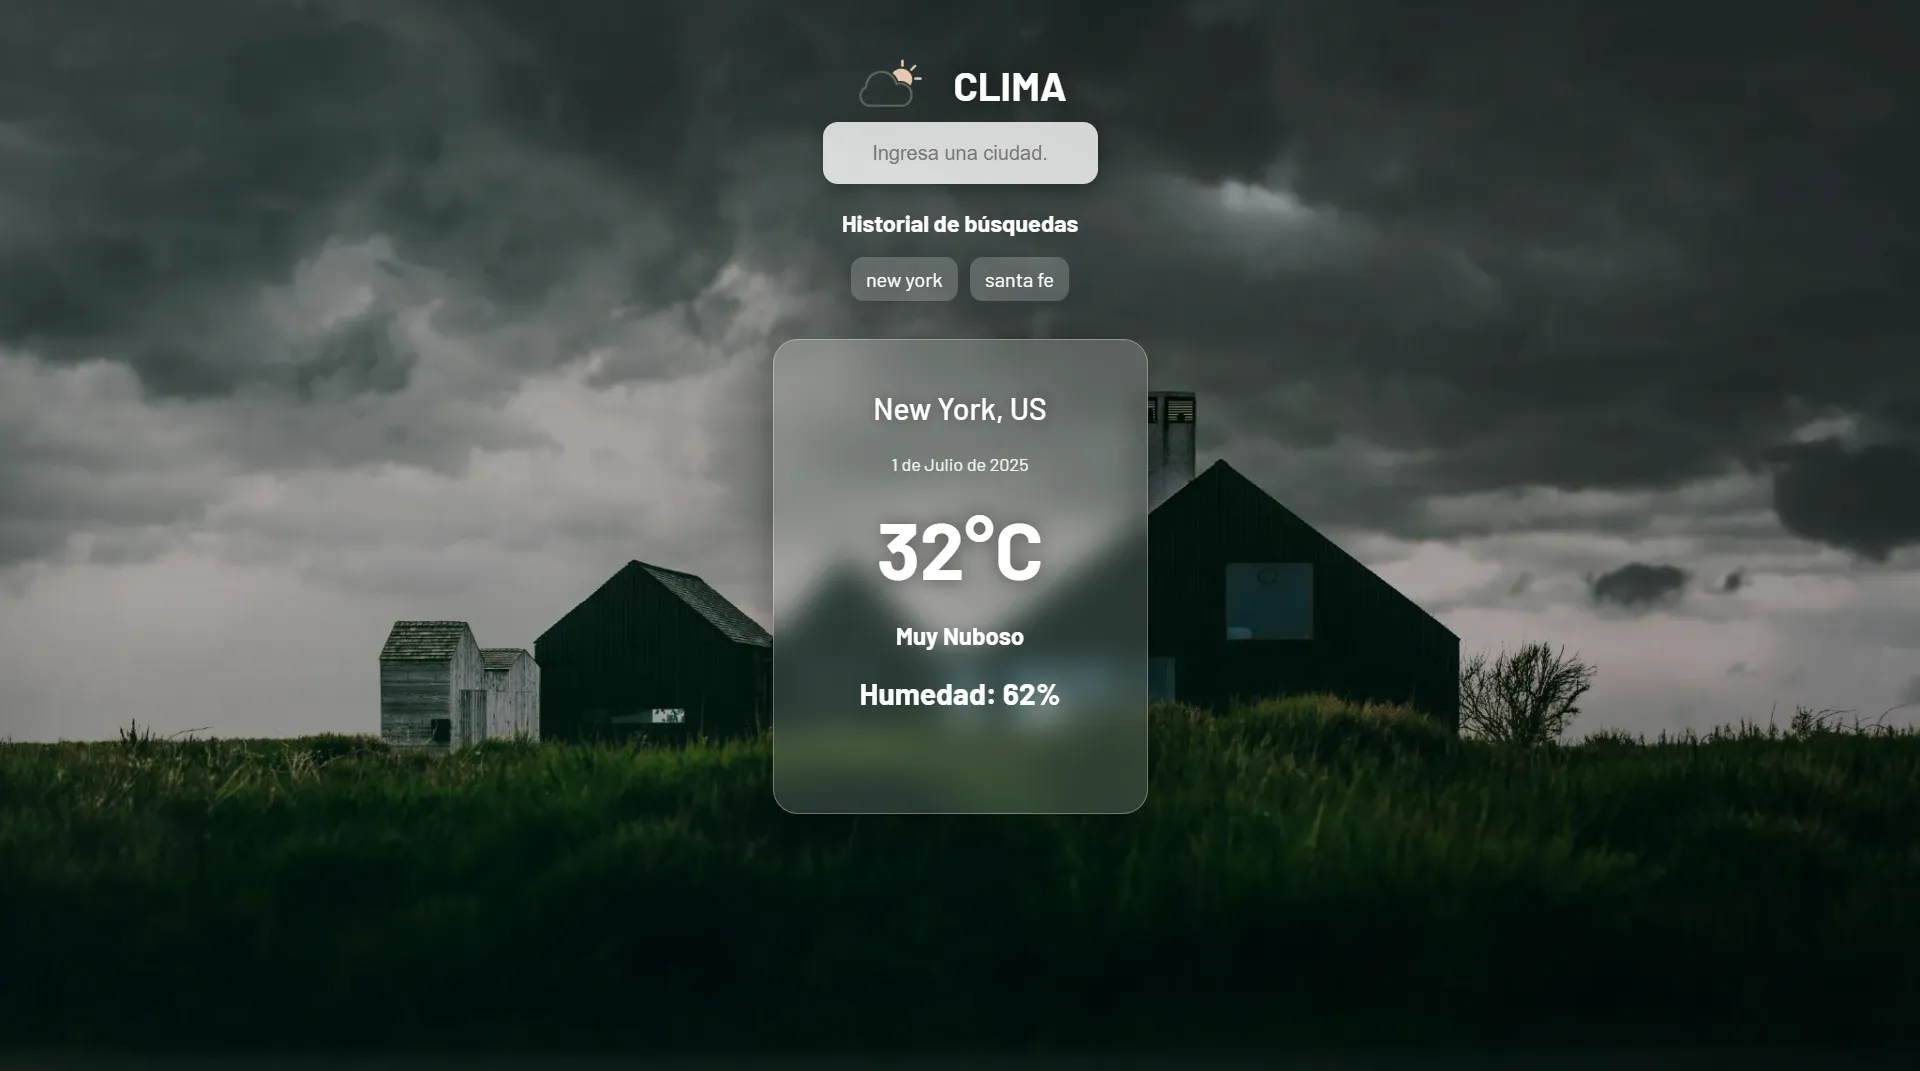 CLIMA
Ingresa una ciudad.
Historial de búsquedas
new york santa fe
New York, US
1 de Julio de 2025
32°C
Muy Nuboso
Humedad: 62%